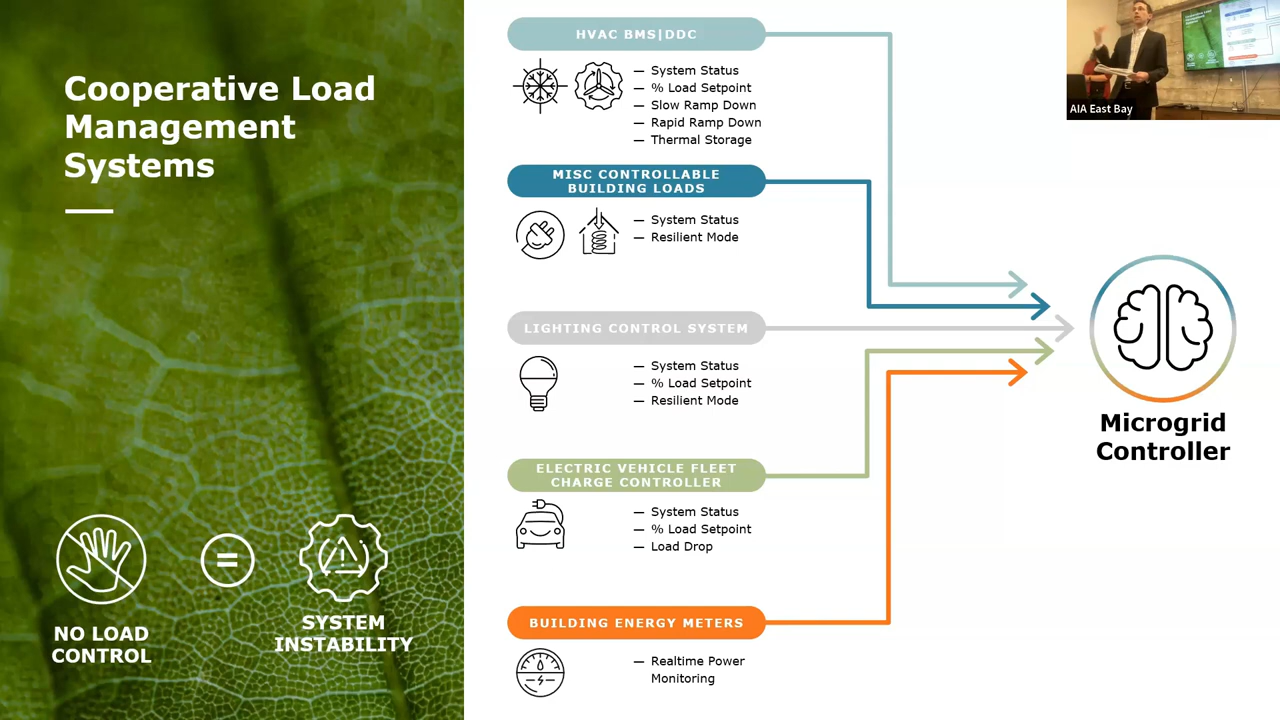 Cooperative Load
Management
Systems
NO LOAD
CONTROL
=
SYSTEM
INSTABILITY
HVAC BMS|DDC
— System Status
— % Load Setpoint
— Slow Ramp Down
— Rapid Ramp Down
— Thermal Storage
MISC CONTROLLABLE
BUILDING LOADS
— System Status
— Resilient Mode
LIGHTING CONTROL SYSTEM
— System Status
— % Load Setpoint
— Resilient Mode
ELECTRIC VEHICLE FLEET
CHARGE CONTROLLER
— System Status
— % Load Setpoint
— Load Drop
BUILDING ENERGY METERS
— Realtime Power
Monitoring
Microgrid
Controller
AIA East Bay